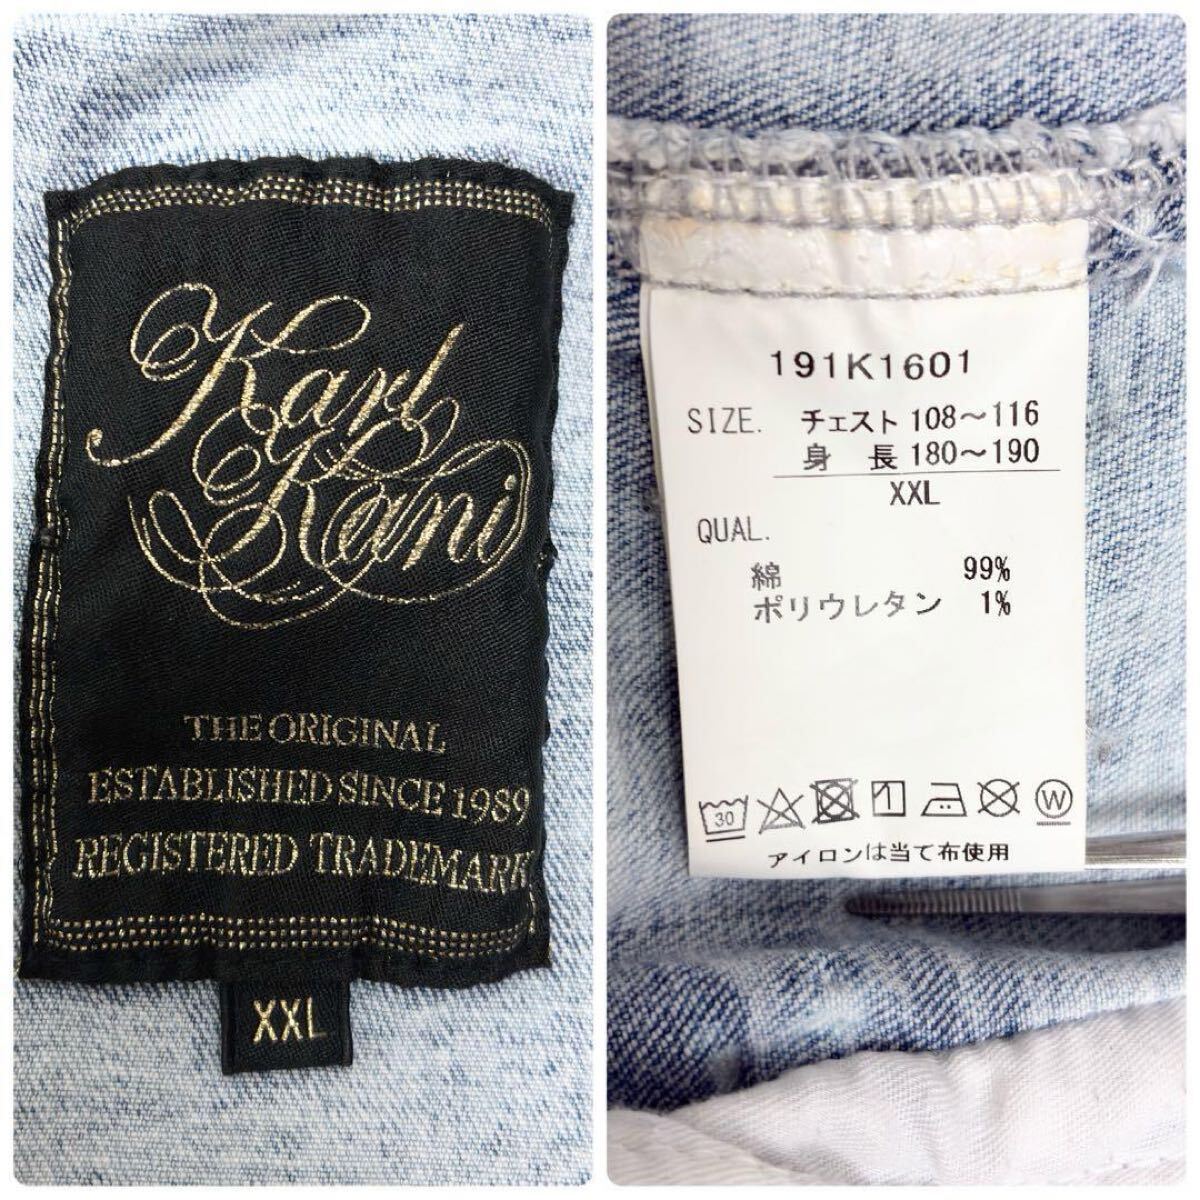 Karl
Kani
THE ORIGINAL
ESTABLISHED SINCE 1989
REGISTERED TRADEMARK
XXL
191K1601
SIZE. チェスト 108～116
身 長 180～190
XXL
QUAL.
綿 99%
ポリウレタン 1%
30 W
アイロンは当て布使用